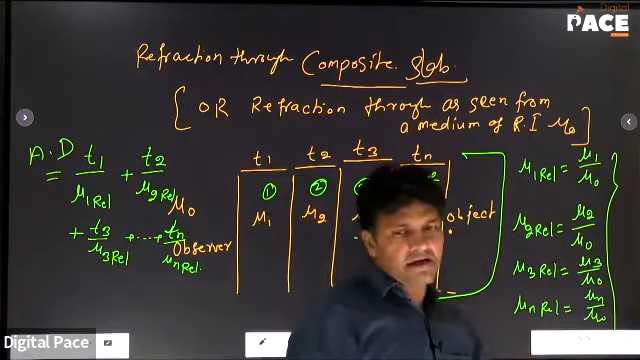 Digital
PACE
Refraction through Composite Slab
[OR Refraction through as seen from
a medium of R.I μ₀]
A.D = t₁/μ₁Rel + t₂/μ₂Rel
+ t₃/μ₃Rel + ..... + tₙ/μₙRel.
t₁ t₂ t₃ tₙ
① ②
μ₀
Observer
μ₁ μ₂
Object
μ₁Rel = μ₁/μ₀
μ₂Rel = μ₂/μ₀
μ₃Rel = μ₃/μ₀
μₙRel = μₙ/μ₀
Digital Pace